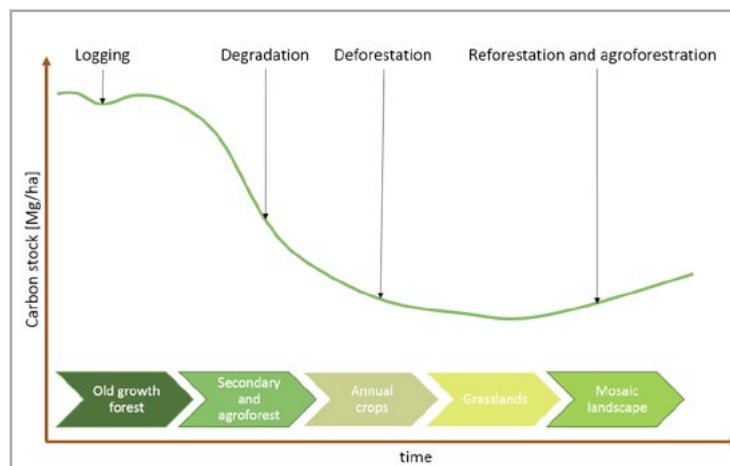 Logging
Degradation
Deforestation
Reforestation and agroforestration
Carbon stock [Mg/ha]
Old growth
forest
Secondary
and
agroforest
Annual
crops
Grasslands
Mosaic
landscape
time